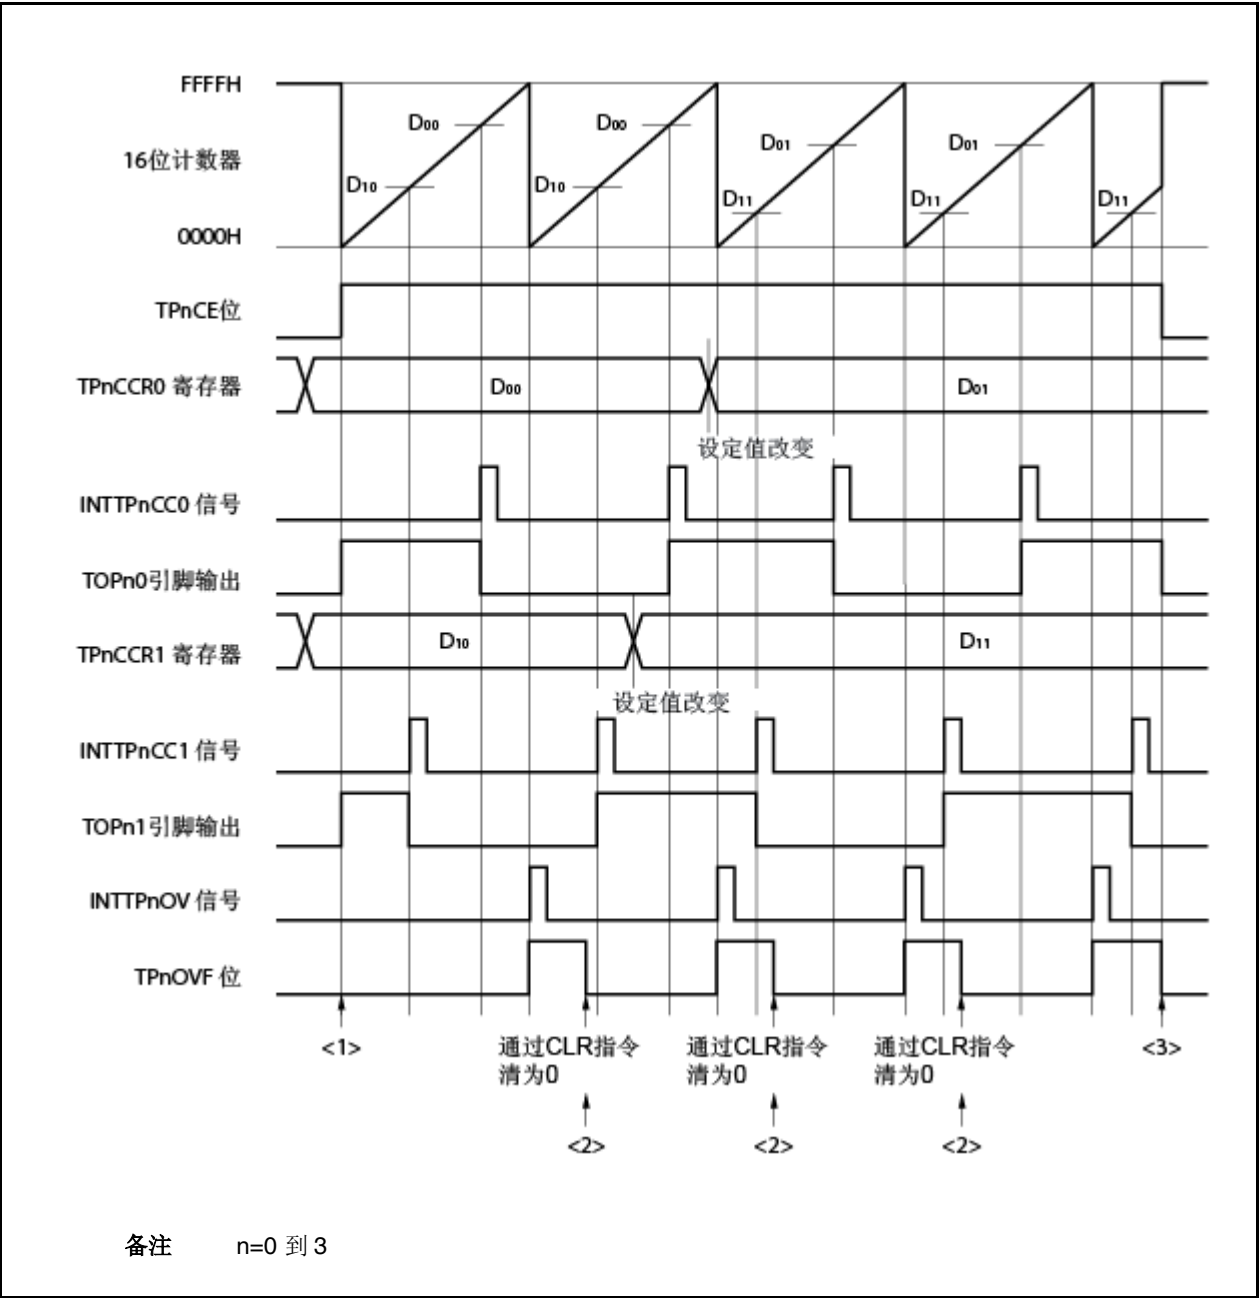 FFFFH
D00
D00
D01
D01
16位计数器
D10
D10
D11
D11
D11
0000H
TPnCE位
TPnCCR0 寄存器
D00
D01
设定值改变
INTTPnCC0 信号
TOPn0引脚输出
TPnCCR1 寄存器
D10
D11
设定值改变
INTTPnCC1 信号
TOPn1引脚输出
INTTPnOV 信号
TPnOVF 位
<1>
通过CLR指令
清为0
通过CLR指令
清为0
通过CLR指令
清为0
<3>
<2>
<2>
<2>
备注 n=0 到 3